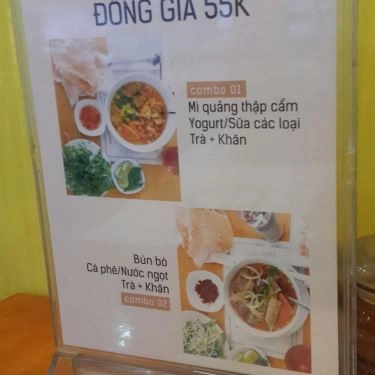 ĐỒNG GIÁ 55K
combo 01
Mì quảng thập cẩm
Yogurt/Sữa các loại
Trà + Khăn
Bún bò
Cà phê/Nước ngọt
Trà + Khăn
combo 02